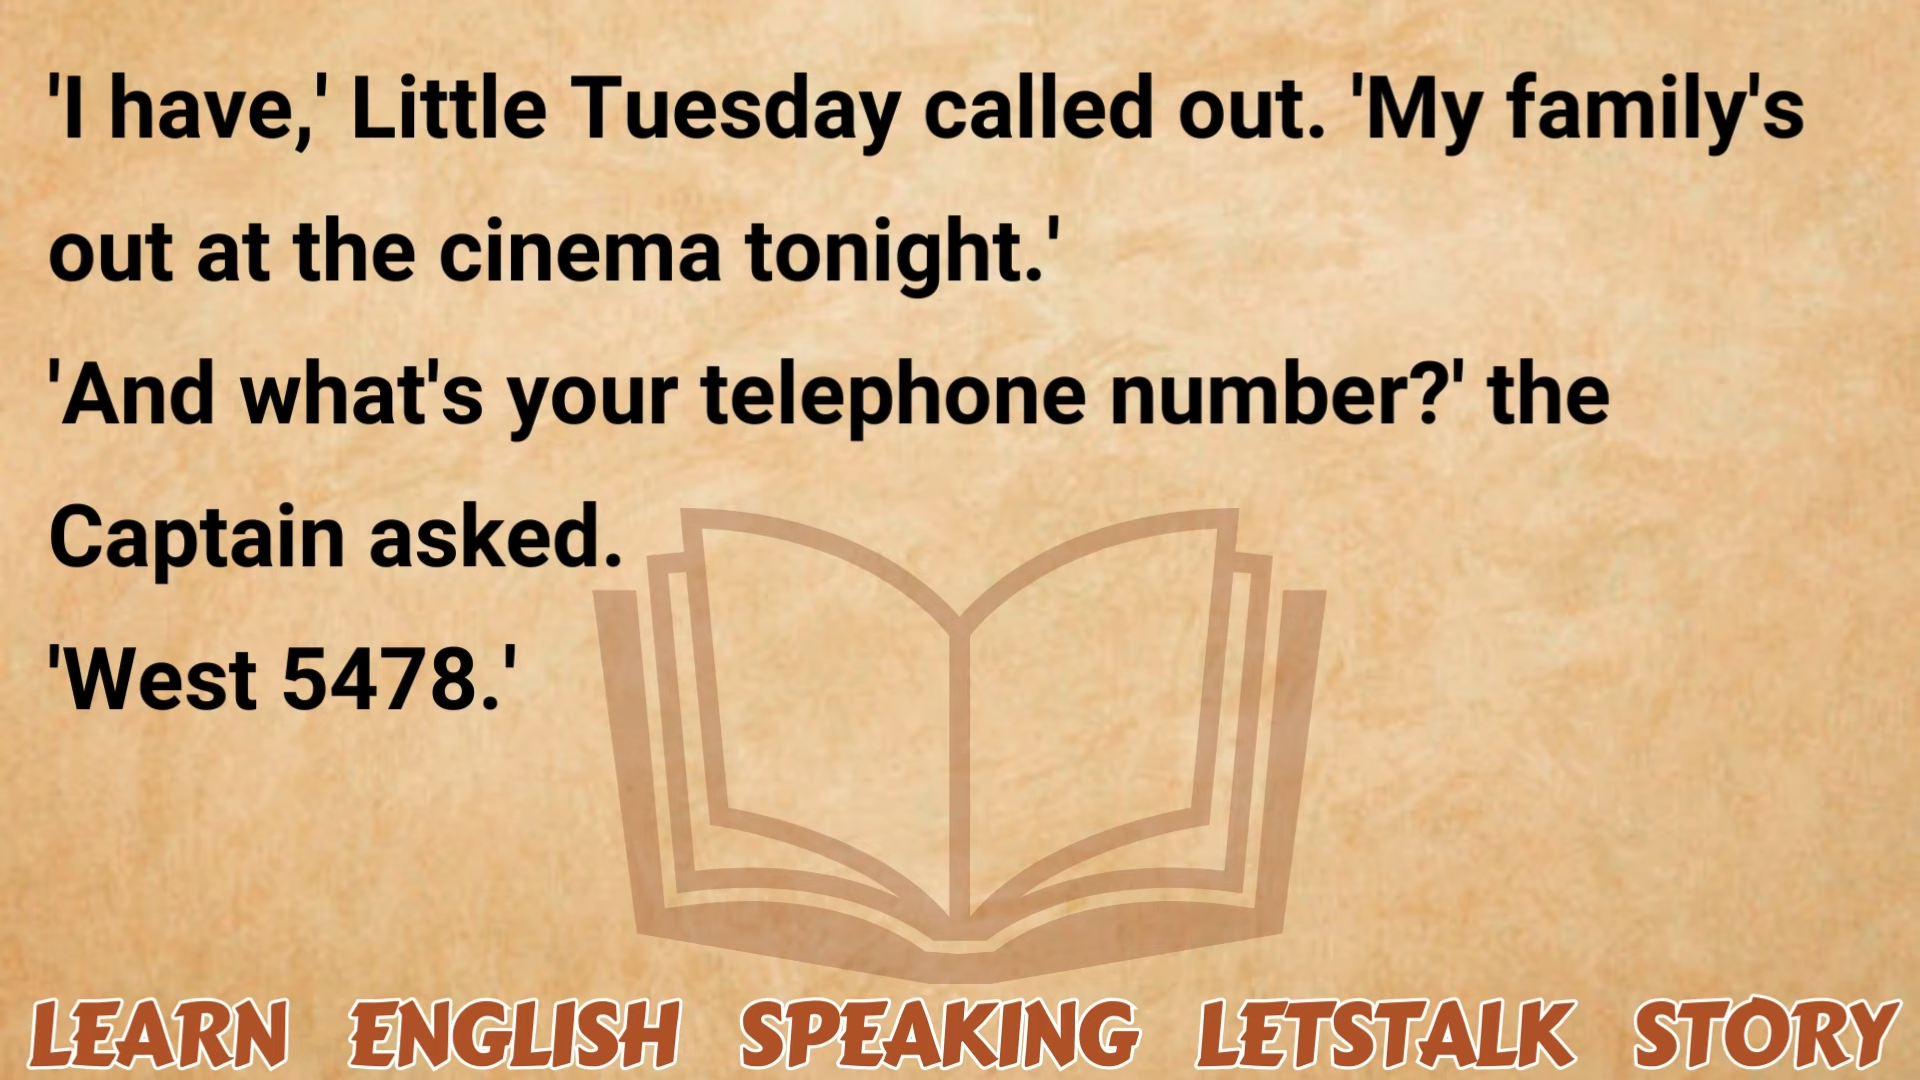 'I have,' Little Tuesday called out. 'My family's
out at the cinema tonight.'
'And what's your telephone number?' the
Captain asked.
'West 5478.'
LEARN ENGLISH SPEAKING LETSTALK STORY